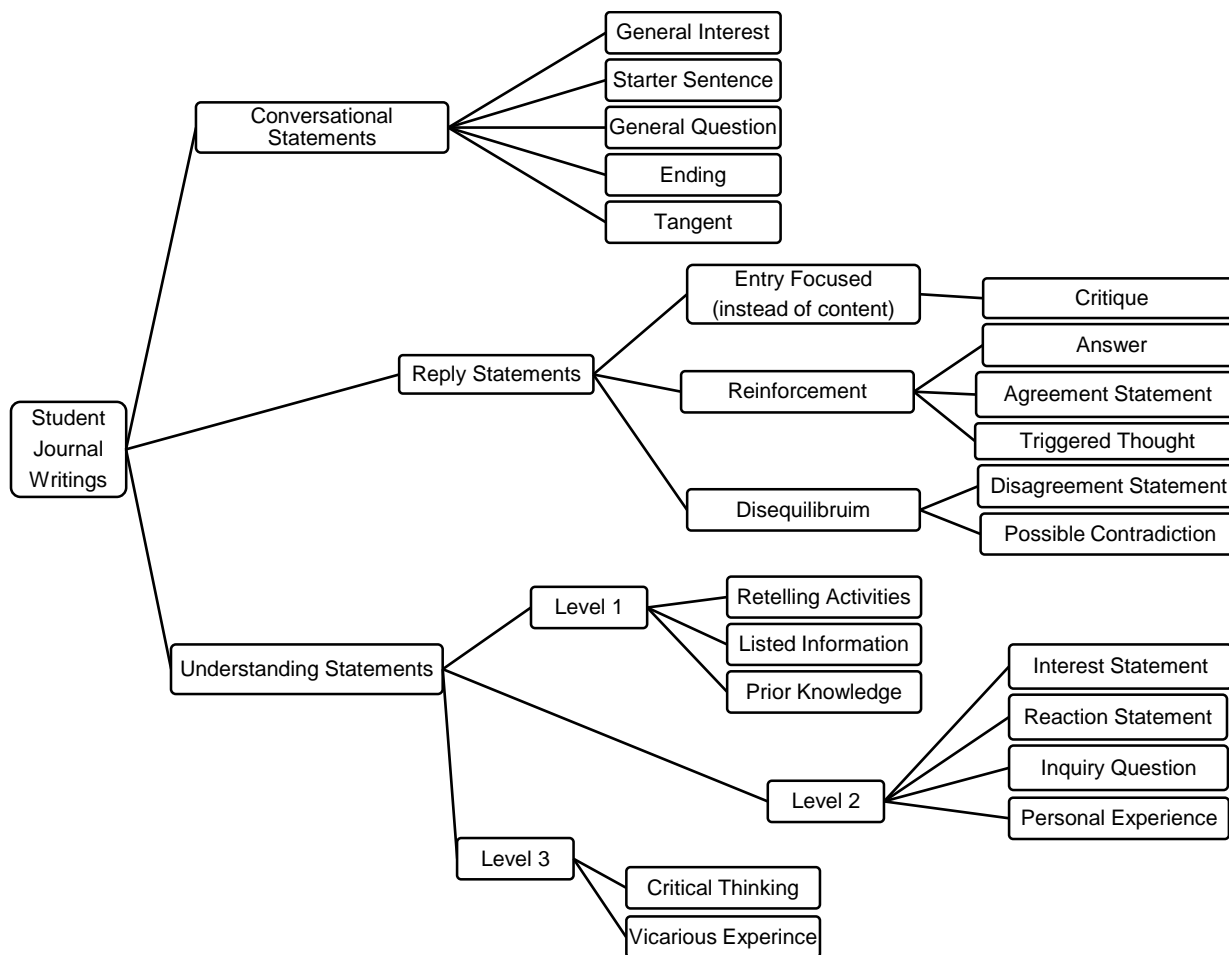 Student
Journal
Writings
Conversational
Statements
General Interest
Starter Sentence
General Question
Ending
Tangent
Reply Statements
Entry Focused
(instead of content)
Critique
Reinforcement
Answer
Agreement Statement
Triggered Thought
Disequilibruim
Disagreement Statement
Possible Contradiction
Understanding Statements
Level 1
Retelling Activities
Listed Information
Prior Knowledge
Level 2
Interest Statement
Reaction Statement
Inquiry Question
Personal Experience
Level 3
Critical Thinking
Vicarious Experince